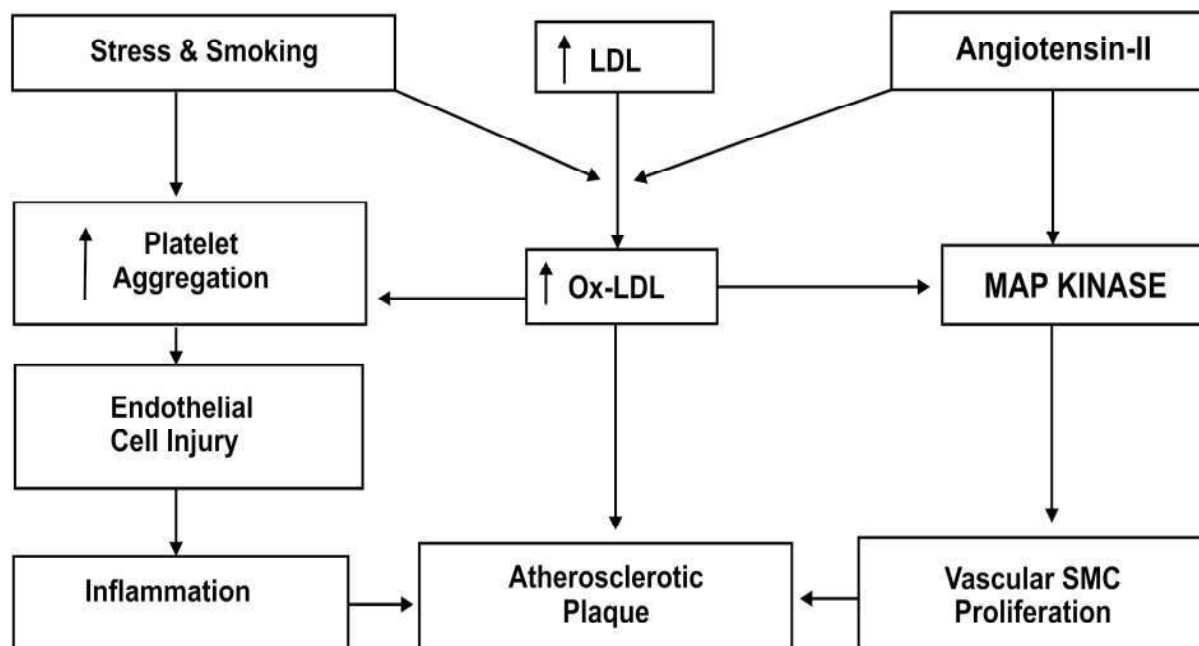 Stress & Smoking
LDL
Angiotensin-II
Platelet
Aggregation
Ox-LDL
MAP KINASE
Endothelial
Cell Injury
Inflammation
Atherosclerotic
Plaque
Vascular SMC
Proliferation